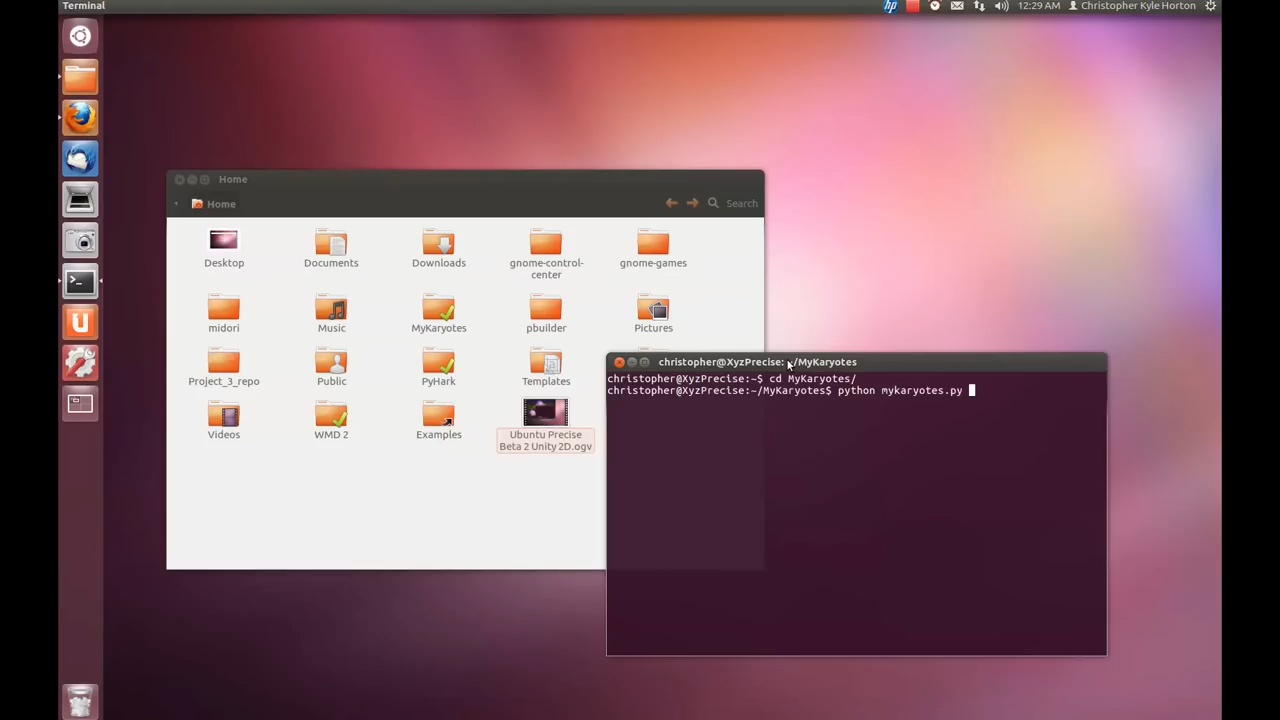 Terminal
hp
12:29 AM
Christopher Kyle Horton
Home
Home
Search
Desktop
Documents
Downloads
gnome-control-
center
gnome-games
midori
Music
MyKaryotes
pbuilder
Pictures
Project_3_repo
Public
PyHark
Templates
Videos
WMD 2
Examples
Ubuntu Precise
Beta 2 Unity 2D.ogv
christopher@XyzPrecise: ~/MyKaryotes
christopher@XyzPrecise:~$ cd MyKaryotes/
christopher@XyzPrecise:~/MyKaryotes$ python mykaryotes.py